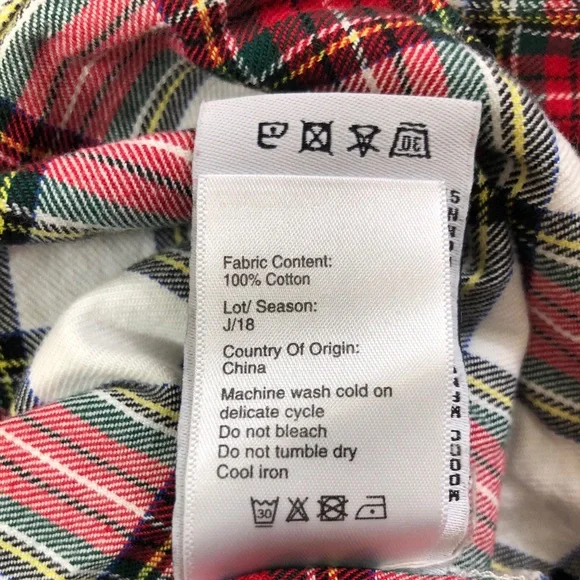 Fabric Content:
100% Cotton
Lot/ Season:
J/18
Country Of Origin:
China
Machine wash cold on
delicate cycle
Do not bleach
Do not tumble dry
Cool iron
30
30